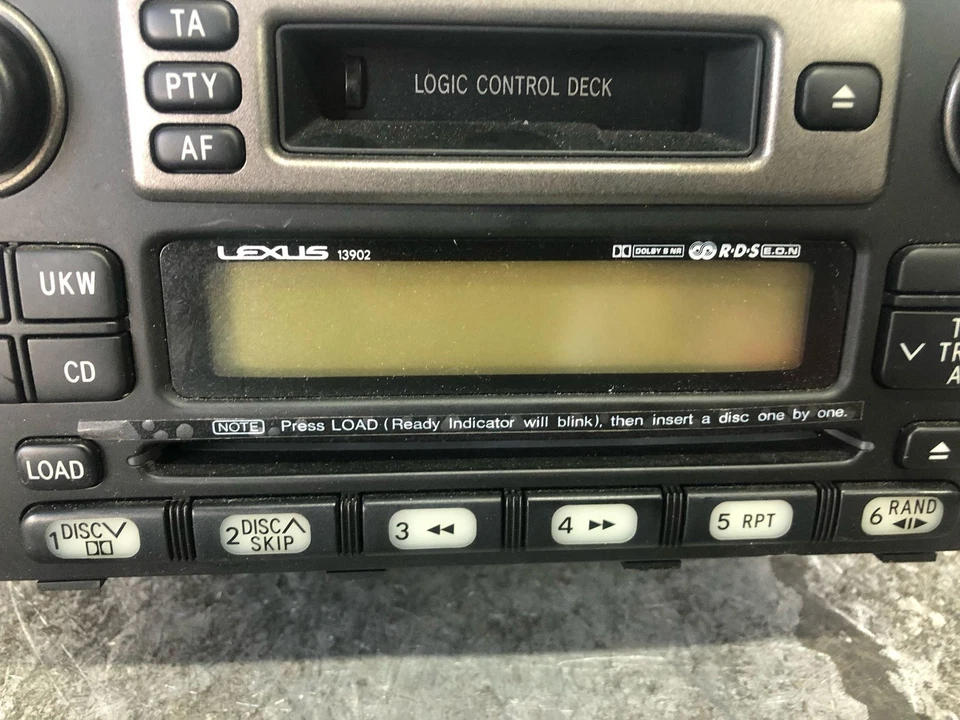 TA
PTY
AF
LOGIC CONTROL DECK
LEXUS 13902
DOLBY B NR R·D·S E.O.N
UKW
CD
NOTE Press LOAD (Ready Indicator will blink), then insert a disc one by one.
LOAD
1 DISC
2 DISC
SKIP
3
4
5 RPT
6 RAND